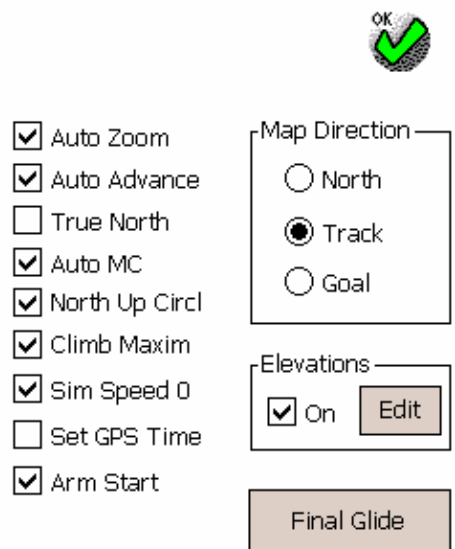 OK
Auto Zoom
Auto Advance
True North
Auto MC
North Up Circl
Climb Maxim
Sim Speed 0
Set GPS Time
Arm Start
Map Direction
North
Track
Goal
Elevations
On
Edit
Final Glide